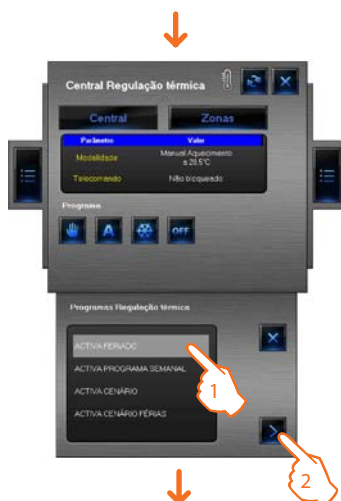 Central Regulação térmica
Central Zonas
Parâmetro Valor
Modalidade Manual Aquecimento
a 28.5°C
Telecomando Não bloqueado
Programa
A OFF
Programas Regulação térmica
ACTIVA FERIADO
ACTIVA PROGRAMA SEMANAL
ACTIVA CENÁRIO
ACTIVA CENÁRIO FÉRIAS
1
2